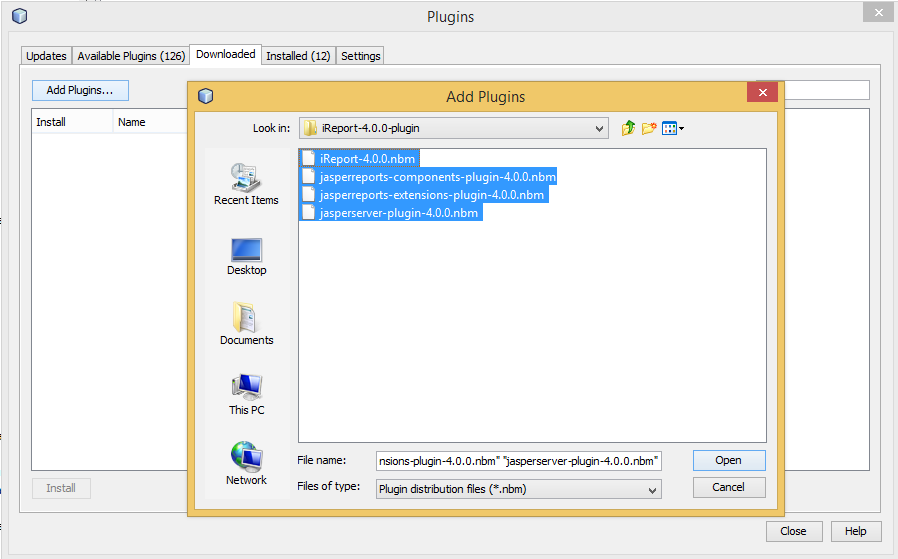 Plugins
Updates
Available Plugins (126)
Downloaded
Installed (12)
Settings
Add Plugins...
Install
Name
Add Plugins
Look in:
iReport-4.0.0-plugin
iReport-4.0.0.nbm
jasperreports-components-plugin-4.0.0.nbm
jasperreports-extensions-plugin-4.0.0.nbm
jasperserver-plugin-4.0.0.nbm
Recent Items
Desktop
Documents
This PC
Network
File name:
nsions-plugin-4.0.0.nbm" "jasperserver-plugin-4.0.0.nbm"
Open
Files of type:
Plugin distribution files (*.nbm)
Cancel
Install
Close
Help